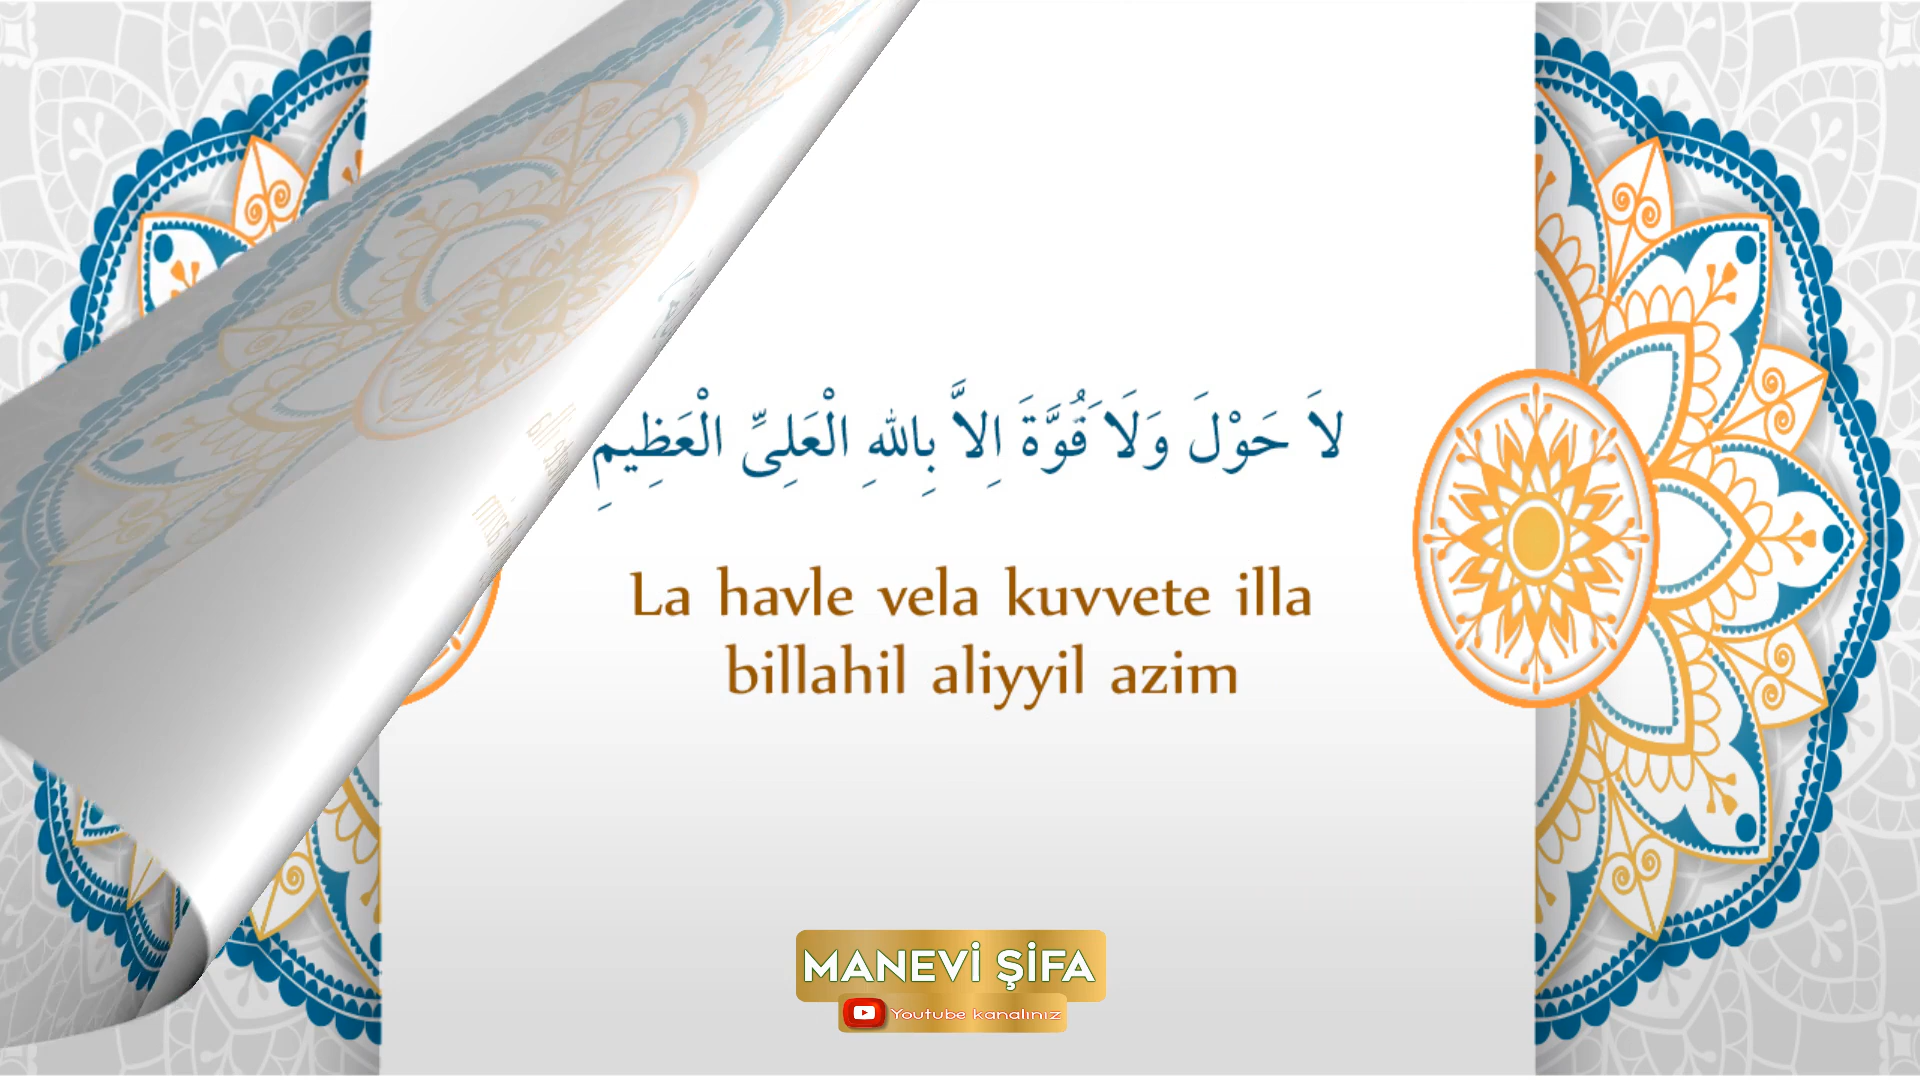 لاَ حَوْلَ وَلَا َقُوَّةَ اِلاَّ بِاللهِ الْعَلِىِّ الْعَظِيمِ
La havle vela kuvvete illa
billahil aliyyil azim
MANEVİ ŞİFA
Youtube kanalınız